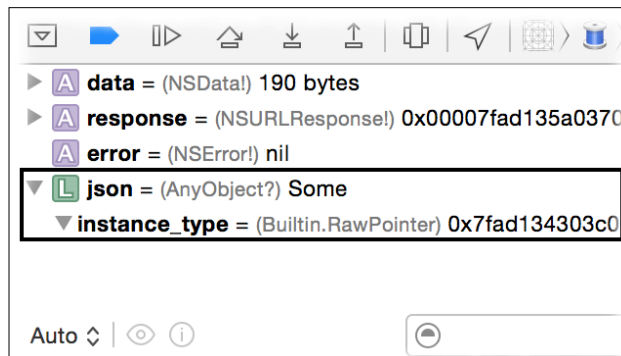 A data = (NSData!) 190 bytes
A response = (NSURLResponse!) 0x00007fad135a0370
A error = (NSError!) nil
L json = (AnyObject?) Some
instance_type = (Builtin.RawPointer) 0x7fad134303c0
Auto